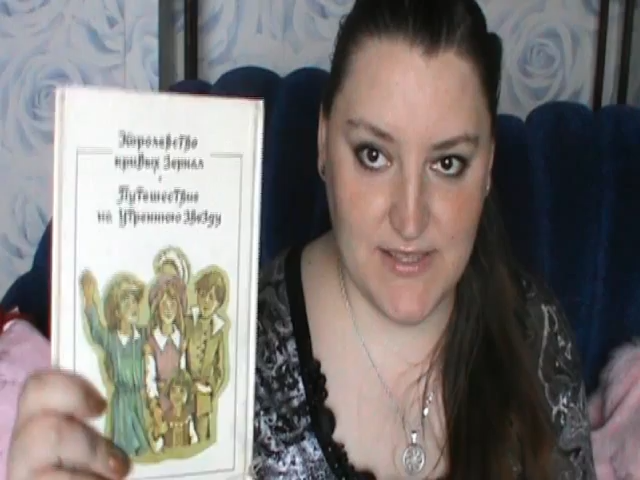 Королевство
кривых Зеркал
Путешествие
на Утреннюю Звезду